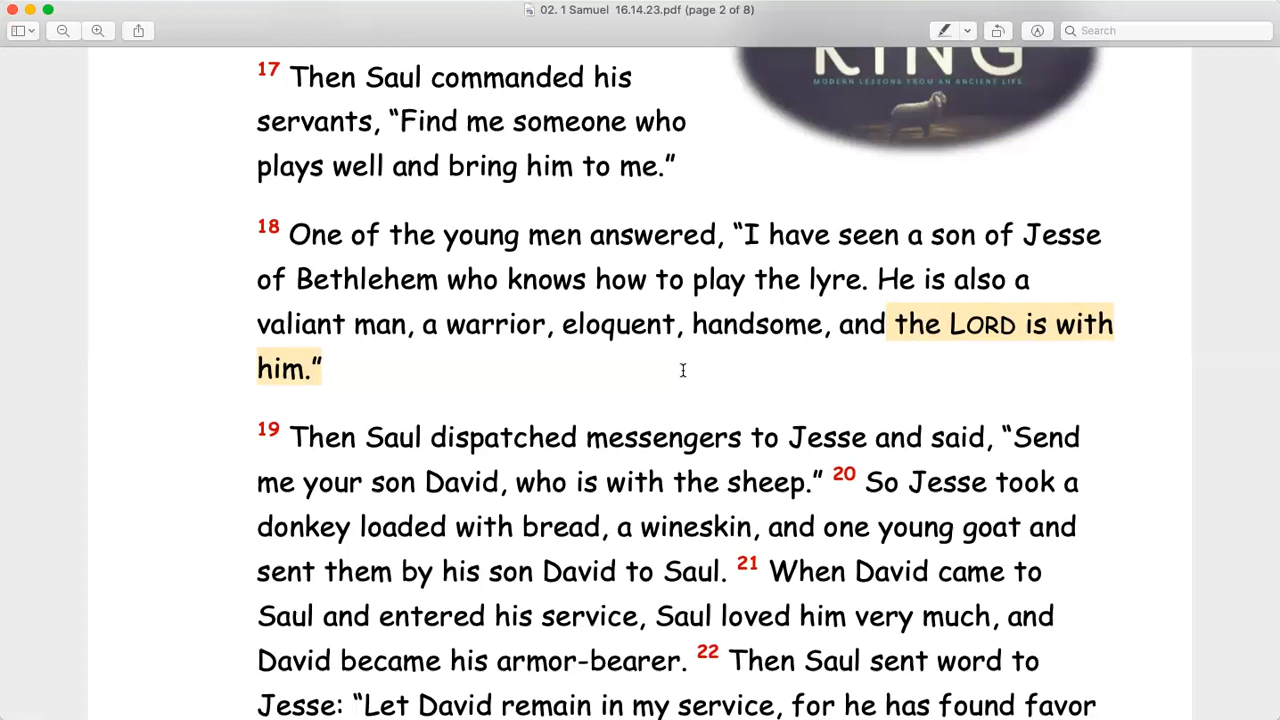 02. 1 Samuel 16.14.23.pdf (page 2 of 8)
Search
KING
MODERN LESSONS FROM AN ANCIENT LIFE
17 Then Saul commanded his
servants, “Find me someone who
plays well and bring him to me.”
18 One of the young men answered, “I have seen a son of Jesse
of Bethlehem who knows how to play the lyre. He is also a
valiant man, a warrior, eloquent, handsome, and the LORD is with
him.”
19 Then Saul dispatched messengers to Jesse and said, “Send
me your son David, who is with the sheep.” 20 So Jesse took a
donkey loaded with bread, a wineskin, and one young goat and
sent them by his son David to Saul. 21 When David came to
Saul and entered his service, Saul loved him very much, and
David became his armor-bearer. 22 Then Saul sent word to
Jesse: “Let David remain in my service, for he has found favor